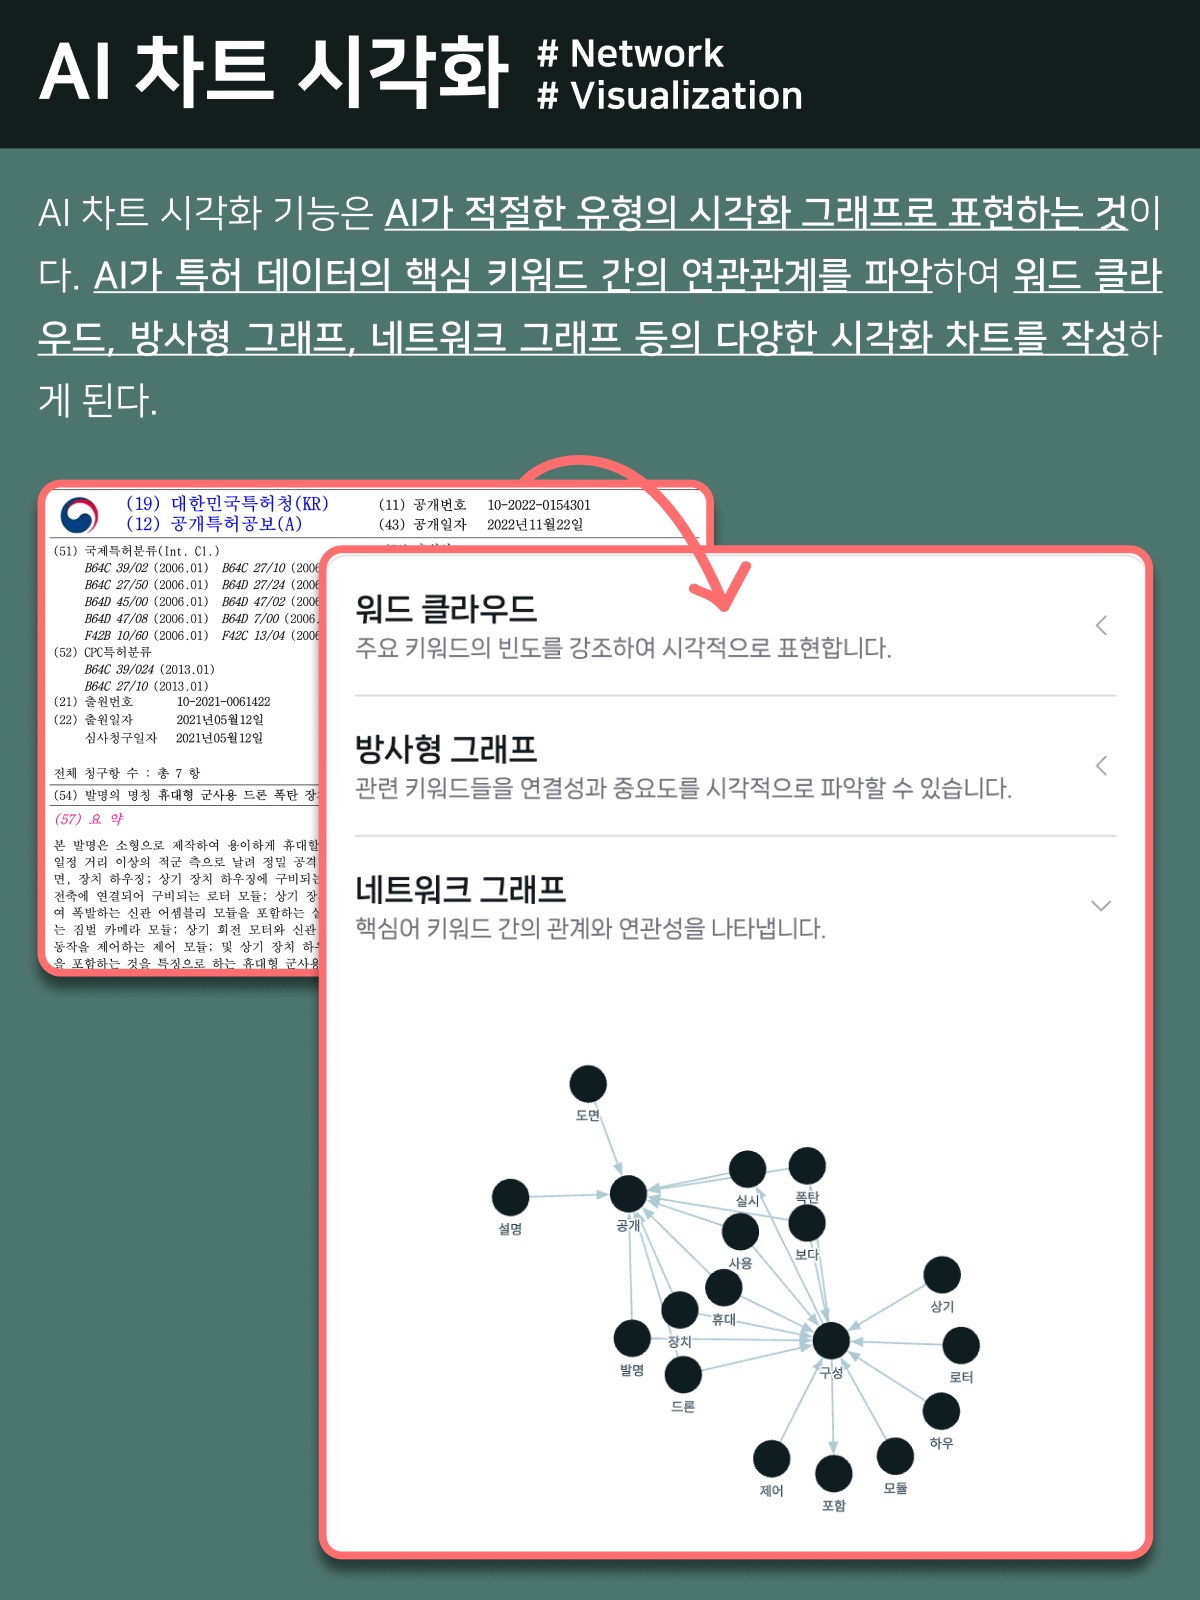 AI 차트 시각화
# Network
# Visualization
AI 차트 시각화 기능은 AI가 적절한 유형의 시각화 그래프로 표현하는 것이
다. AI가 특허 데이터의 핵심 키워드 간의 연관관계를 파악하여 워드 클라
우드, 방사형 그래프, 네트워크 그래프 등의 다양한 시각화 차트를 작성하
게 된다.
(19) 대한민국특허청(KR)
(12) 공개특허공보(A)
(11) 공개번호 10-2022-0154301
(43) 공개일자 2022년11월22일
(51) 국제특허분류(Int. Cl.)
B64C 39/02 (2006.01) B64C 27/10 (2006
B64C 27/50 (2006.01) B64D 27/24 (2006
B64D 45/00 (2006.01) B64D 47/02 (2006
B64D 47/08 (2006.01) B64D 7/00 (2006.
F42B 10/60 (2006.01) F42C 13/04 (2006
(52) CPC특허분류
B64C 39/024 (2013.01)
B64C 27/10 (2013.01)
(21) 출원번호 10-2021-0061422
(22) 출원일자 2021년05월12일
심사청구일자 2021년05월12일
전체 청구항 수 : 총 7 항
(54) 발명의 명칭 휴대형 군사용 드론 폭탄 장
(57) 요 약
본 발명은 소형으로 제작하여 용이하게 휴대할
일정 거리 이상의 적군 측으로 날려 정밀 공격
면, 장치 하우징; 상기 장치 하우징에 구비되는
전축에 연결되어 구비되는 로터 모듈; 상기 장
여 폭발하는 신관 어셈블리 모듈을 포함하는
는 짐벌 카메라 모듈; 상기 회전 모터와 신관
동작을 제어하는 제어 모듈; 및 상기 장치 하우
을 포함하는 것을 특징으로 하는 휴대형 군사용
워드 클라우드
주요 키워드의 빈도를 강조하여 시각적으로 표현합니다.
방사형 그래프
관련 키워드들을 연결성과 중요도를 시각적으로 파악할 수 있습니다.
네트워크 그래프
핵심어 키워드 간의 관계와 연관성을 나타냅니다.
도면
설명
공개
실시
폭탄
사용
보다
휴대
장치
발명
드론
상기
구성
로터
하우
제어
포함
모듈